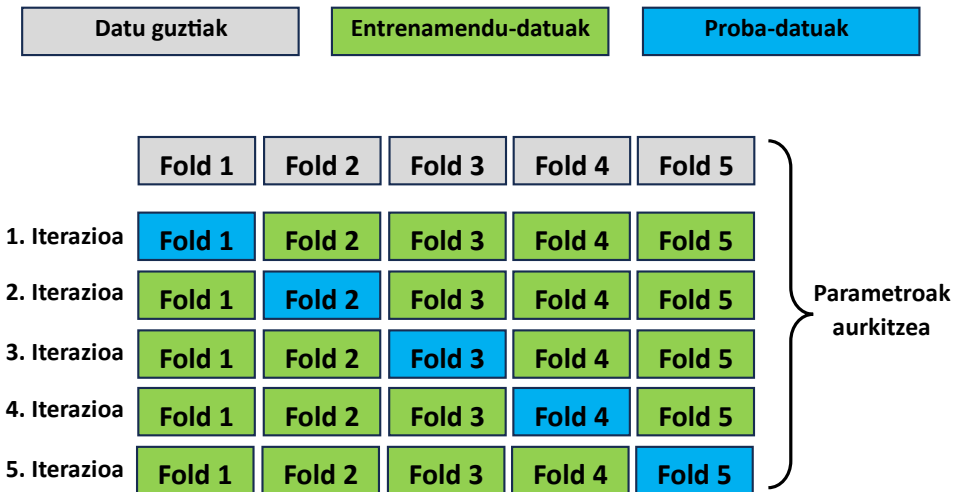 Datu guztiak Entrenamendu-datuak Proba-datuak
Fold 1 Fold 2 Fold 3 Fold 4 Fold 5
1. Iterazioa Fold 1 Fold 2 Fold 3 Fold 4 Fold 5
2. Iterazioa Fold 1 Fold 2 Fold 3 Fold 4 Fold 5
3. Iterazioa Fold 1 Fold 2 Fold 3 Fold 4 Fold 5
4. Iterazioa Fold 1 Fold 2 Fold 3 Fold 4 Fold 5
5. Iterazioa Fold 1 Fold 2 Fold 3 Fold 4 Fold 5
Parametroak
aurkitzea